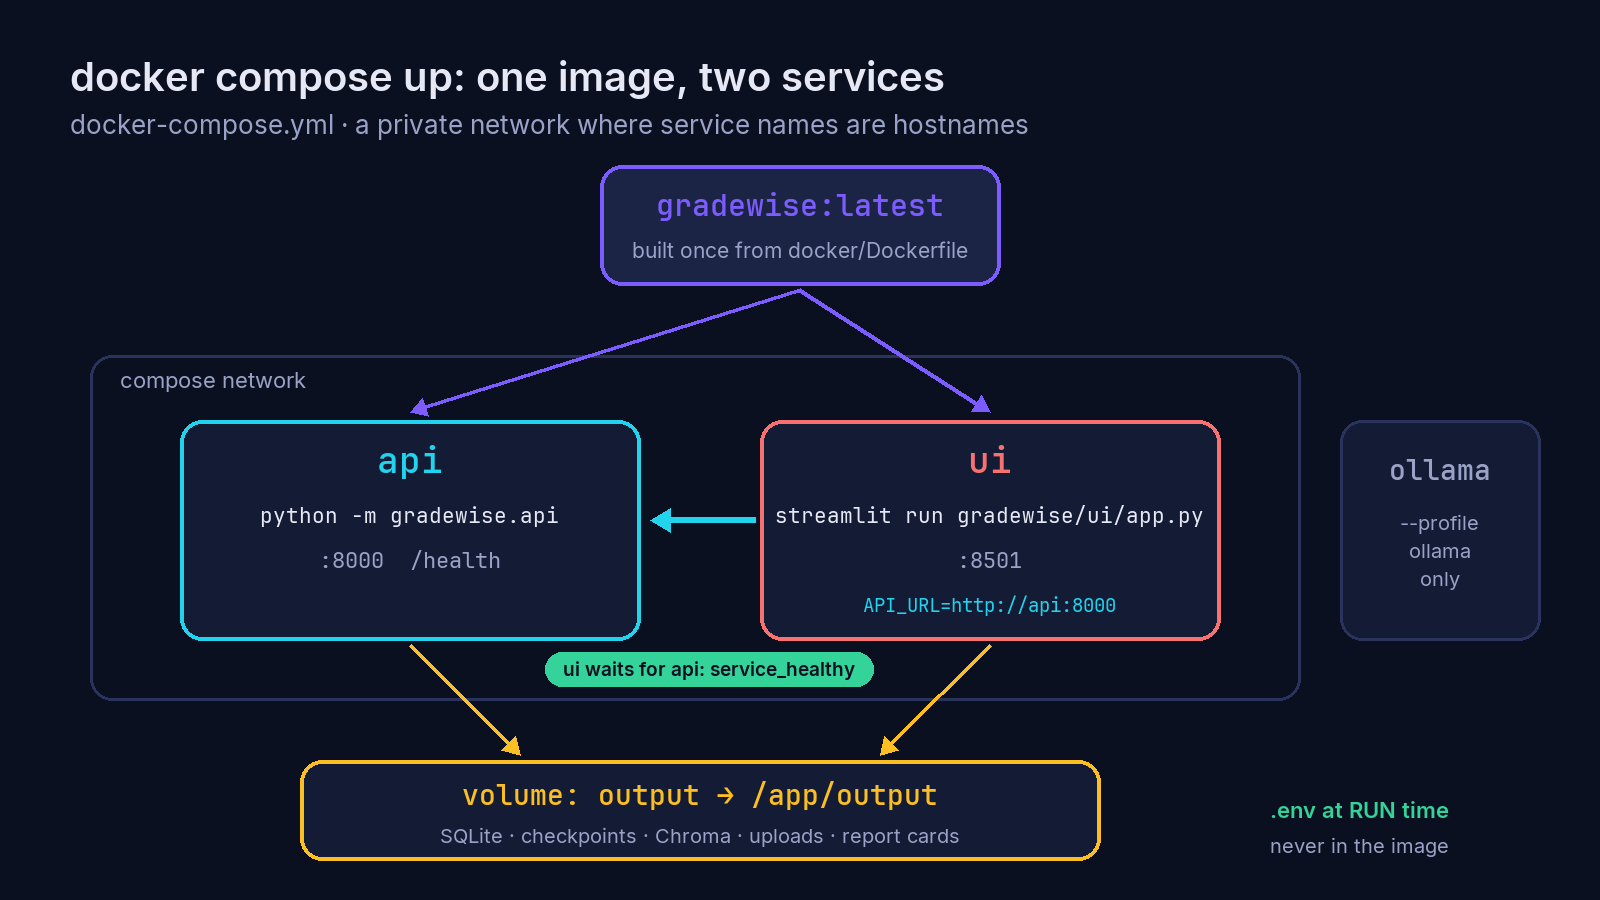 docker compose up: one image, two services
docker-compose.yml · a private network where service names are hostnames
gradewise:latest
built once from docker/Dockerfile
compose network
api
python -m gradewise.api
:8000  /health
ui
streamlit run gradewise/ui/app.py
:8501
API_URL=http://api:8000
ollama
--profile
ollama
only
ui waits for api: service_healthy
volume: output → /app/output
SQLite · checkpoints · Chroma · uploads · report cards
.env at RUN time
never in the image